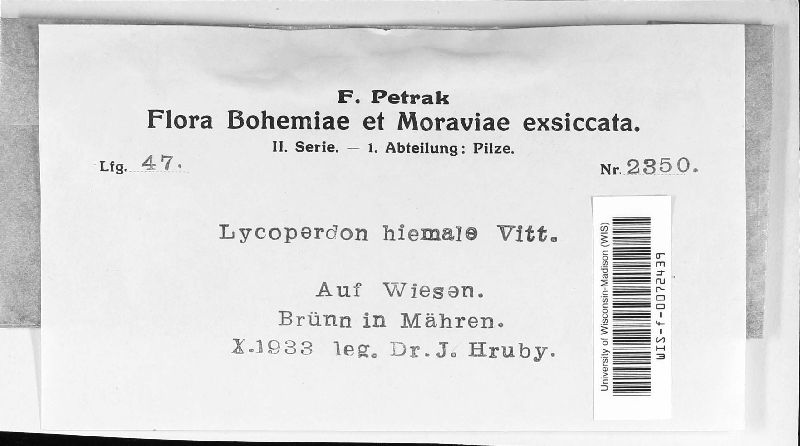 F. Petrak
Flora Bohemiae et Moraviae exsiccata.
II. Serie. — 1. Abteilung: Pilze.
Lfg. 47.
Nr. 2350.
Lycoperdon hiemale Vitt.
Auf Wiesen.
Brünn in Mähren.
X.1933 leg. Dr. J. Hruby.
University of Wisconsin-Madison (WIS)
WIS-f-0072439